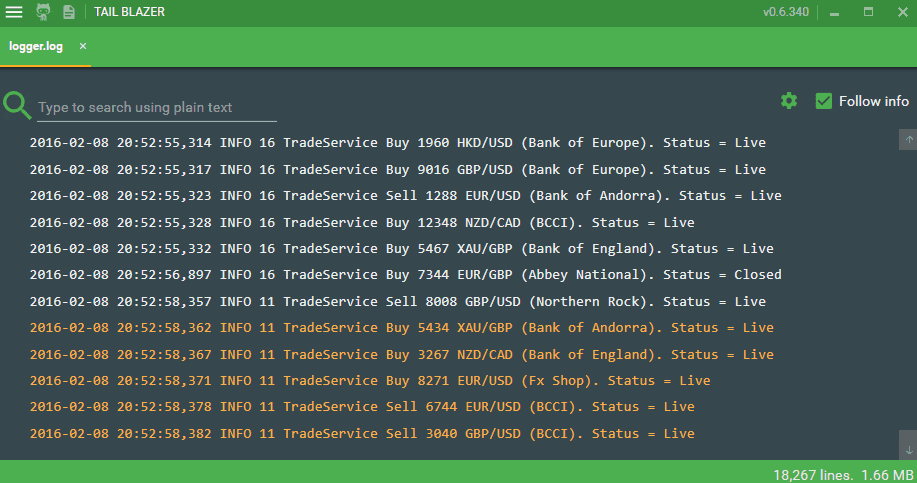 TAIL BLAZER
v0.6.340
logger.log
Type to search using plain text
Follow info
2016-02-08 20:52:55,314 INFO 16 TradeService Buy 1960 HKD/USD (Bank of Europe). Status = Live
2016-02-08 20:52:55,317 INFO 16 TradeService Buy 9016 GBP/USD (Bank of Europe). Status = Live
2016-02-08 20:52:55,323 INFO 16 TradeService Sell 1288 EUR/USD (Bank of Andorra). Status = Live
2016-02-08 20:52:55,328 INFO 16 TradeService Buy 12348 NZD/CAD (BCCI). Status = Live
2016-02-08 20:52:55,332 INFO 16 TradeService Buy 5467 XAU/GBP (Bank of England). Status = Live
2016-02-08 20:52:56,897 INFO 16 TradeService Buy 7344 EUR/GBP (Abbey National). Status = Closed
2016-02-08 20:52:58,357 INFO 11 TradeService Sell 8008 GBP/USD (Northern Rock). Status = Live
2016-02-08 20:52:58,362 INFO 11 TradeService Buy 5434 XAU/GBP (Bank of Andorra). Status = Live
2016-02-08 20:52:58,367 INFO 11 TradeService Buy 3267 NZD/CAD (Bank of England). Status = Live
2016-02-08 20:52:58,371 INFO 11 TradeService Buy 8271 EUR/USD (Fx Shop). Status = Live
2016-02-08 20:52:58,378 INFO 11 TradeService Sell 6744 EUR/USD (BCCI). Status = Live
2016-02-08 20:52:58,382 INFO 11 TradeService Sell 3040 GBP/USD (BCCI). Status = Live
18,267 lines. 1.66 MB